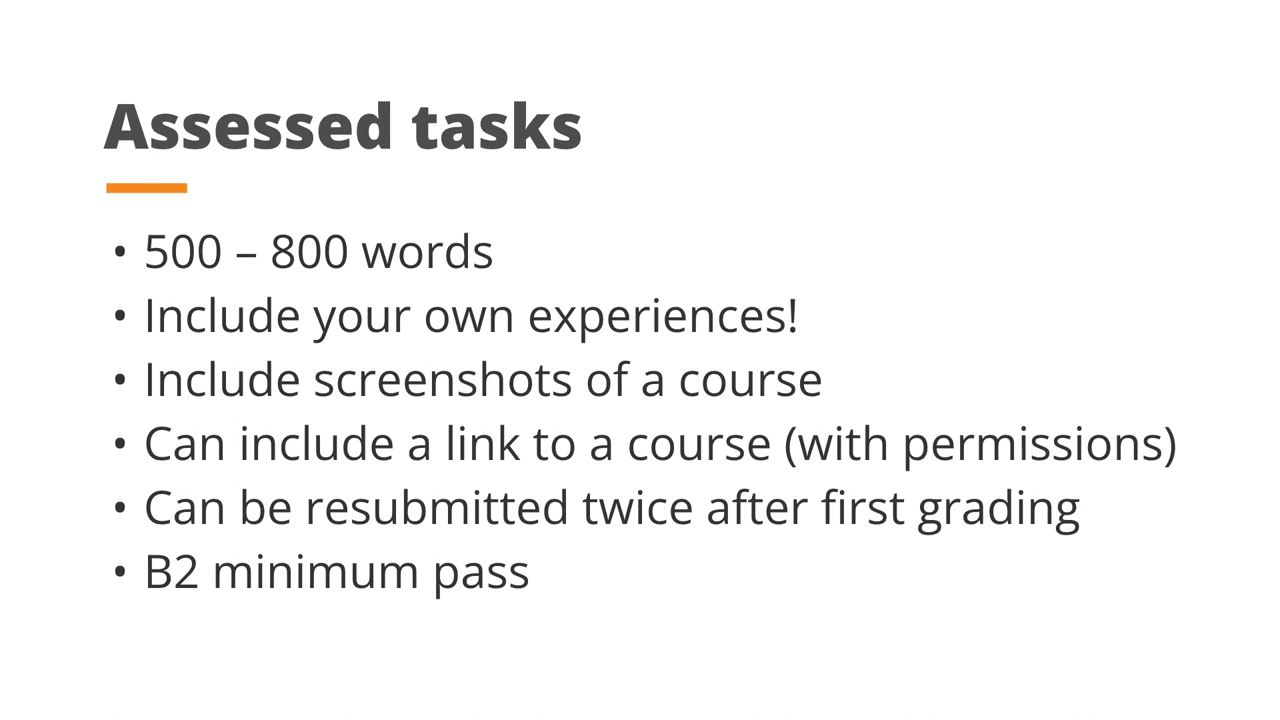 Assessed tasks
• 500 – 800 words
• Include your own experiences!
• Include screenshots of a course
• Can include a link to a course (with permissions)
• Can be resubmitted twice after first grading
• B2 minimum pass